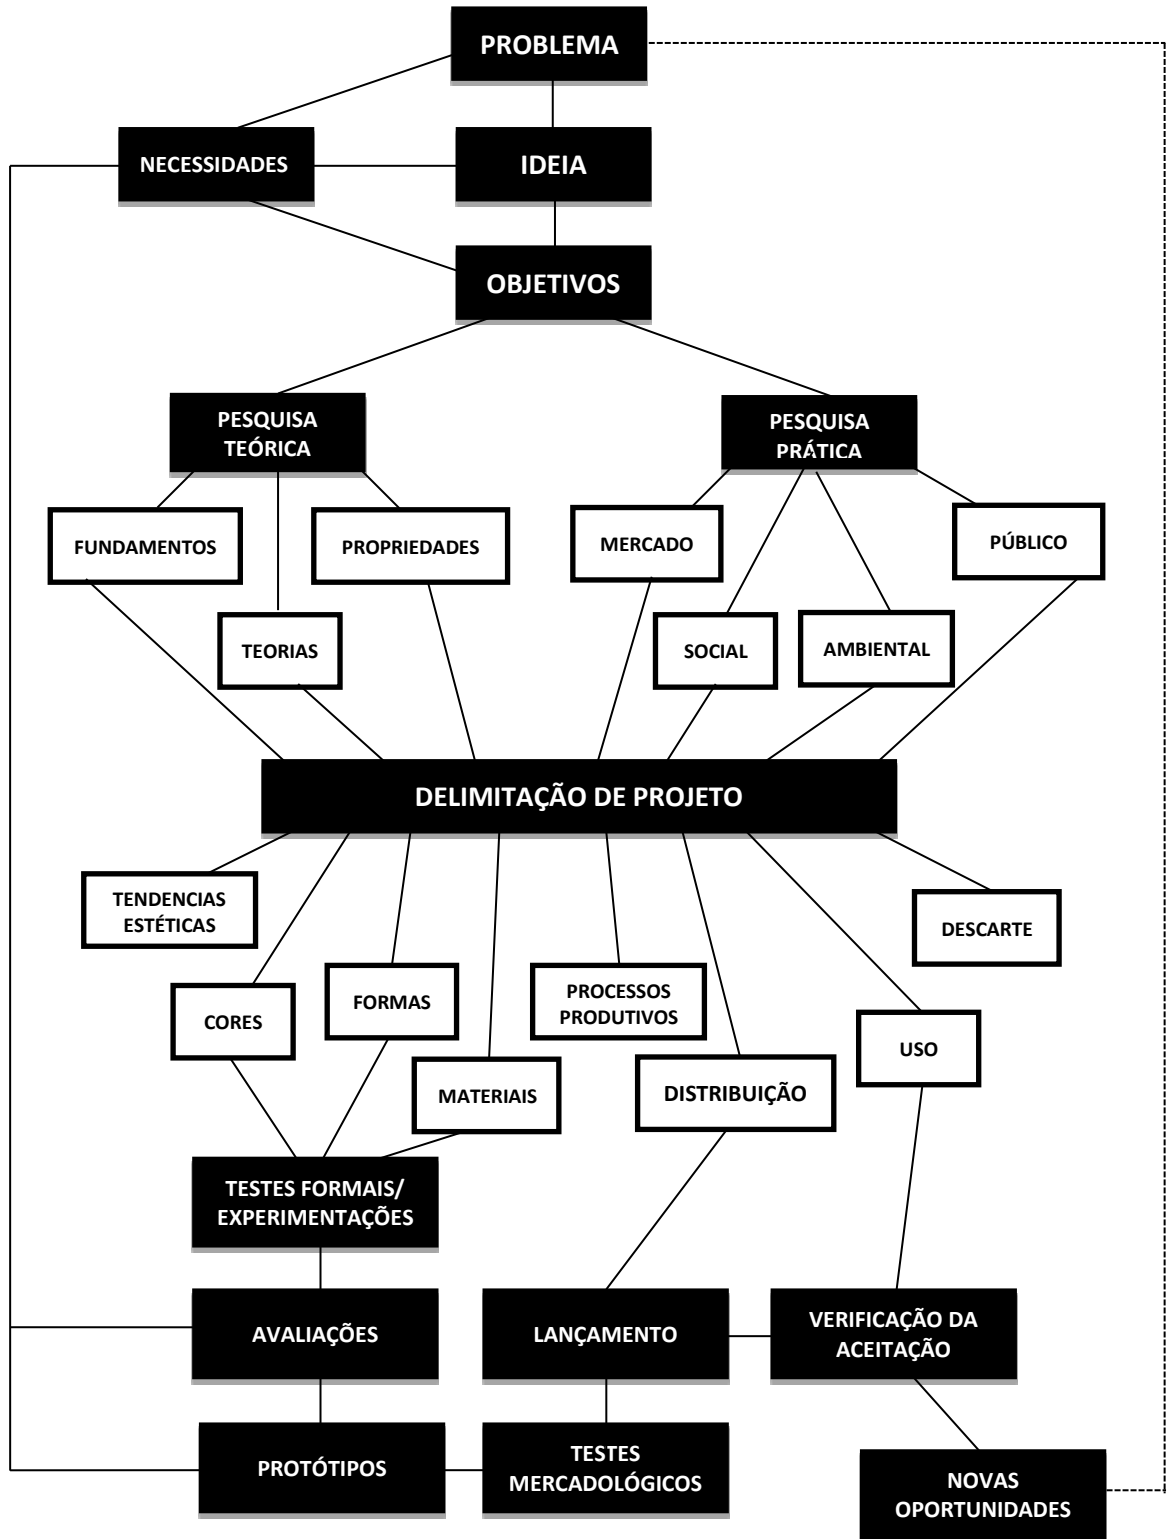 PROBLEMA
NECESSIDADES
IDEIA
OBJETIVOS
PESQUISA
TEÓRICA
PESQUISA
PRÁTICA
FUNDAMENTOS
PROPRIEDADES
MERCADO
PÚBLICO
TEORIAS
SOCIAL
AMBIENTAL
DELIMITAÇÃO DE PROJETO
TENDENCIAS
ESTÉTICAS
DESCARTE
CORES
FORMAS
PROCESSOS
PRODUTIVOS
USO
MATERIAIS
DISTRIBUIÇÃO
TESTES FORMAIS/
EXPERIMENTAÇÕES
AVALIAÇÕES
LANÇAMENTO
VERIFICAÇÃO DA
ACEITAÇÃO
PROTÓTIPOS
TESTES
MERCADOLÓGICOS
NOVAS
OPORTUNIDADES